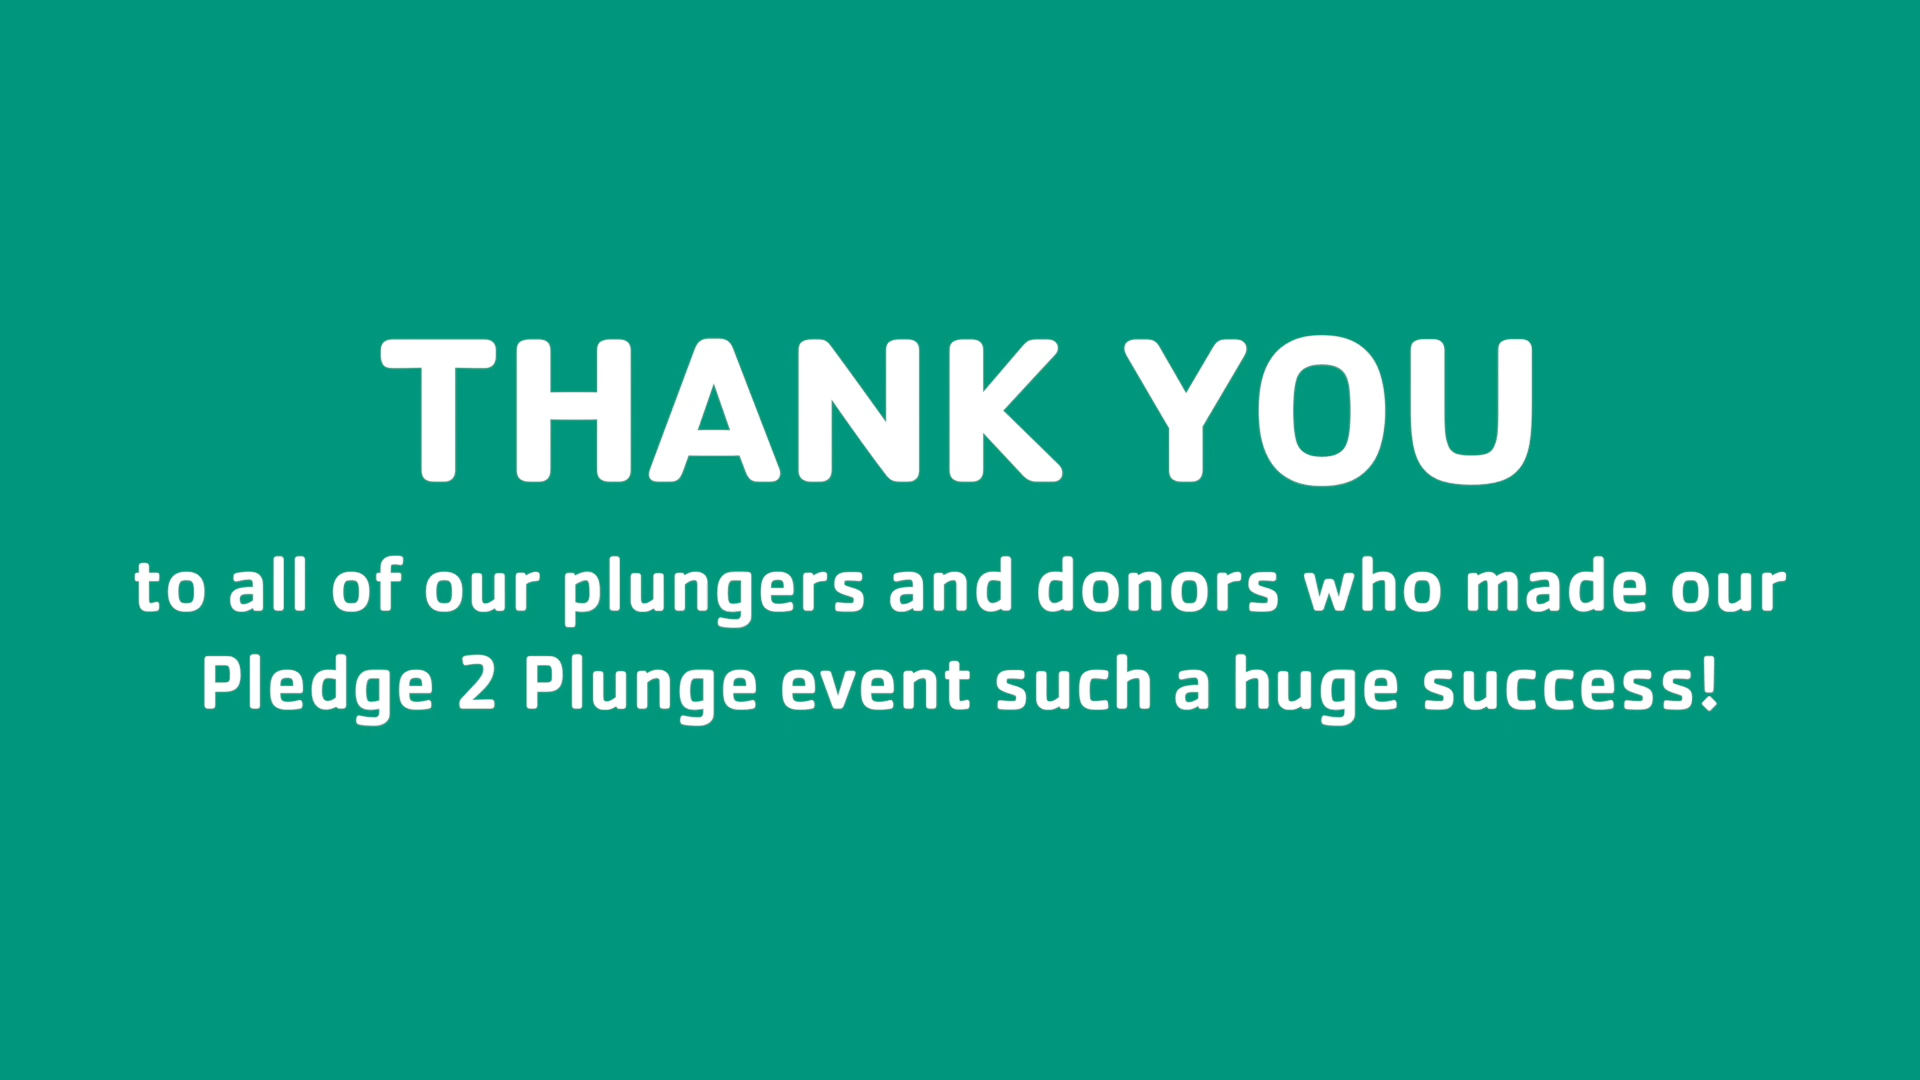 THANK YOU
to all of our plungers and donors who made our
Pledge 2 Plunge event such a huge success!